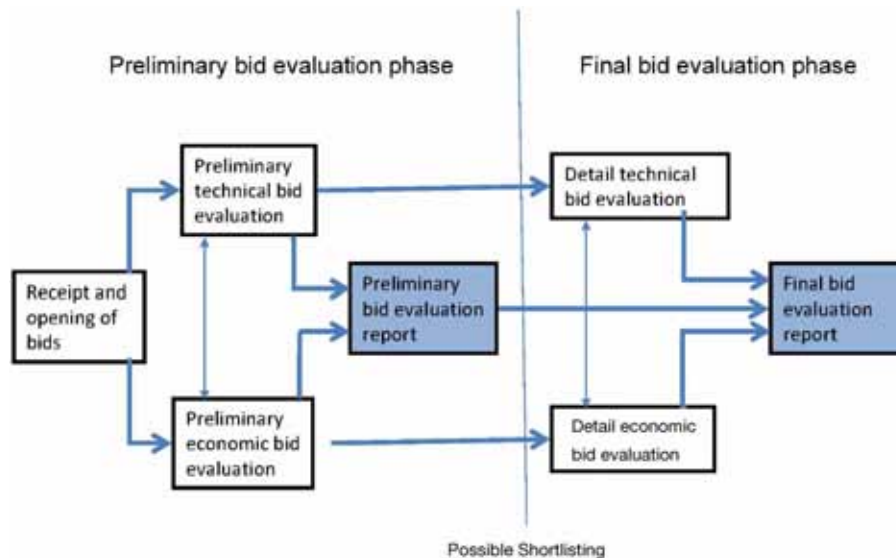 Preliminary bid evaluation phase
Final bid evaluation phase
Preliminary
technical bid
evaluation
Detail technical
bid evaluation
Receipt and
opening of
bids
Preliminary
bid evaluation
report
Final bid
evaluation
report
Preliminary
economic bid
evaluation
Detail economic
bid evaluation
Possible Shortlisting